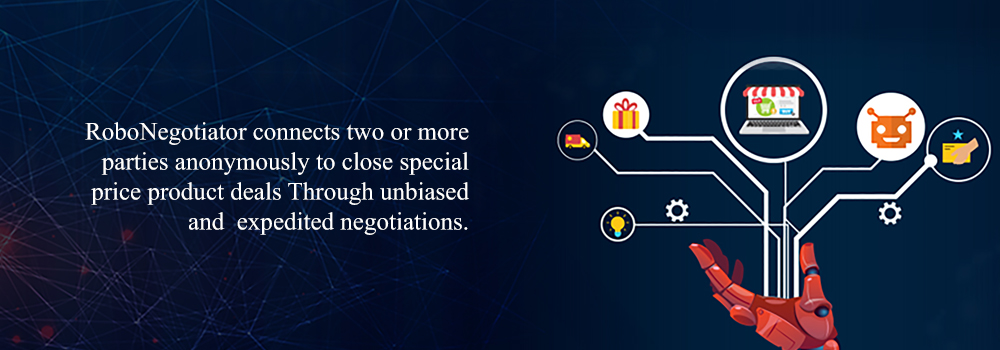 RoboNegotiator connects two or more
parties anonymously to close special
price product deals Through unbiased
and  expedited negotiations.